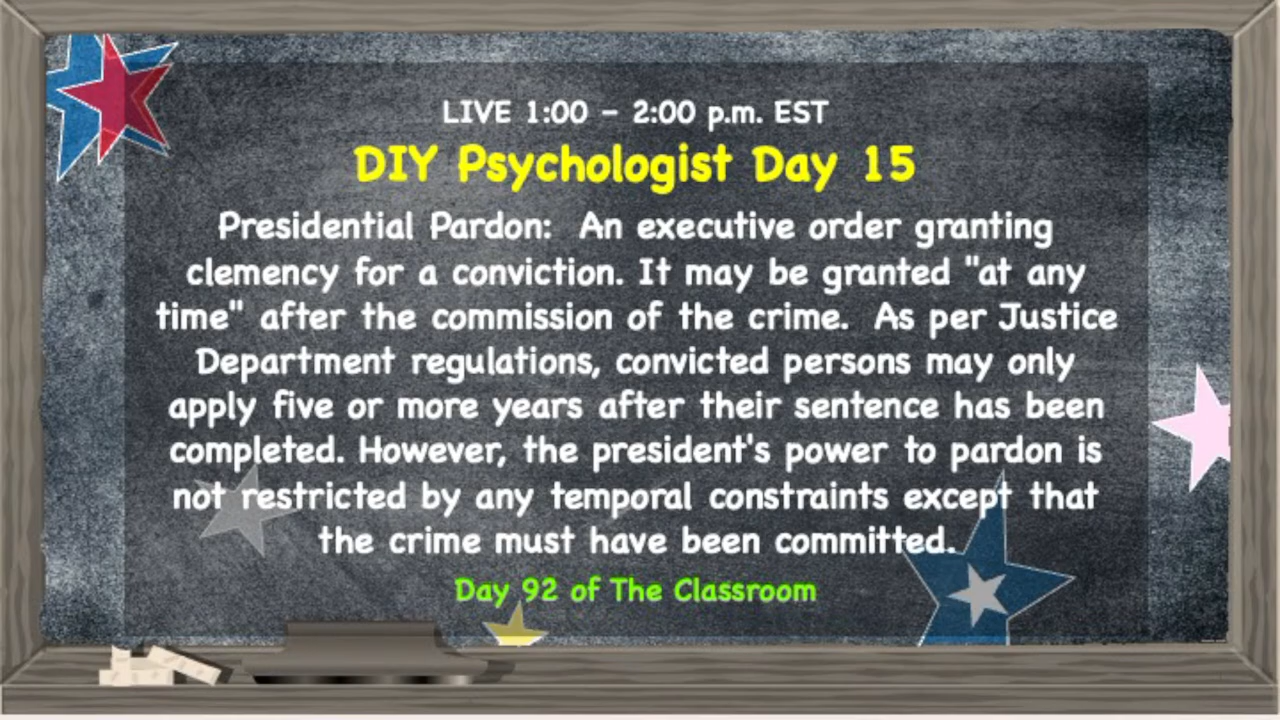 LIVE 1:00 – 2:00 p.m. EST
DIY Psychologist Day 15
Presidential Pardon:  An executive order granting
clemency for a conviction. It may be granted "at any
time" after the commission of the crime.  As per Justice
Department regulations, convicted persons may only
apply five or more years after their sentence has been
completed. However, the president's power to pardon is
not restricted by any temporal constraints except that
the crime must have been committed.
Day 92 of The Classroom